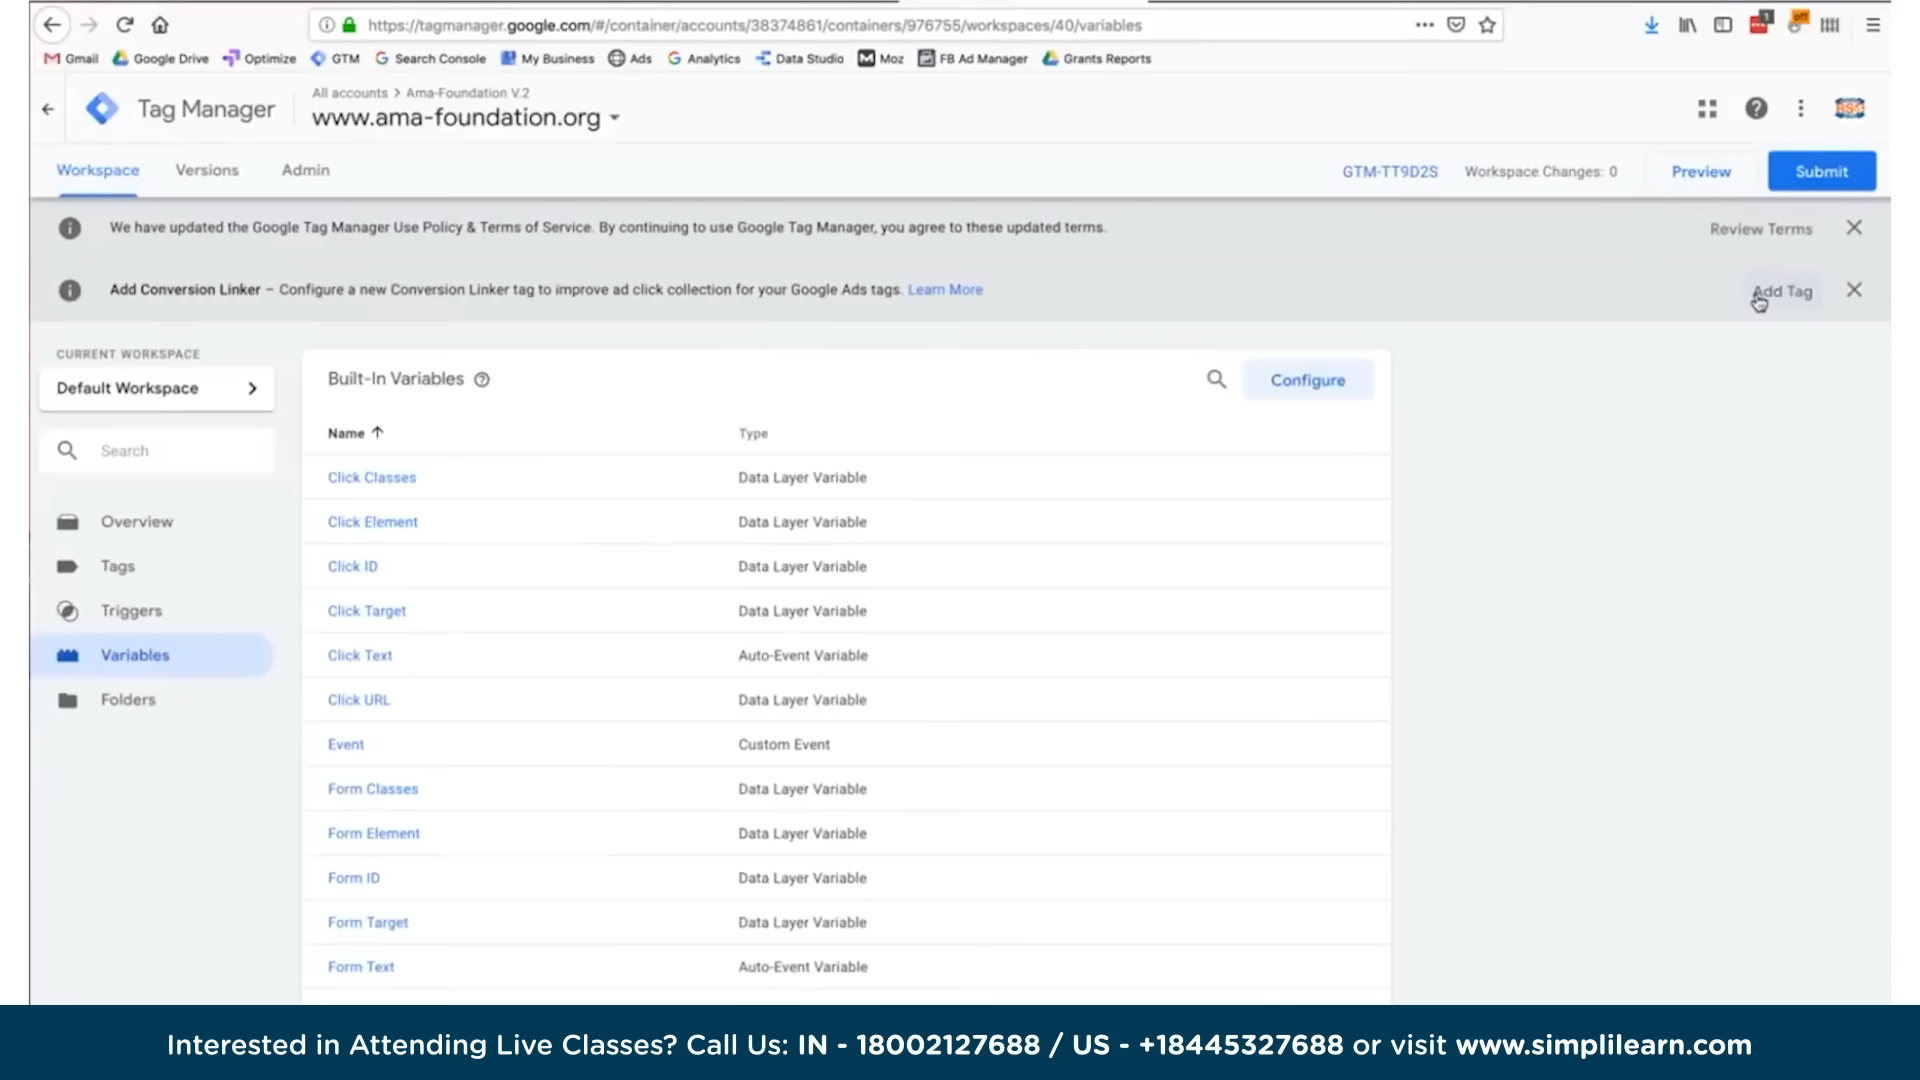 https://tagmanager.google.com/#/container/accounts/38374861/containers/976755/workspaces/40/variables
1
off
Gmail Google Drive Optimize GTM Search Console My Business Ads Analytics Data Studio Moz FB Ad Manager Grants Reports
Tag Manager
All accounts > Ama-Foundation V.2
www.ama-foundation.org
Workspace Versions Admin
GTM-TT9D2S Workspace Changes: 0 Preview Submit
We have updated the Google Tag Manager Use Policy & Terms of Service. By continuing to use Google Tag Manager, you agree to these updated terms. Review Terms
Add Conversion Linker – Configure a new Conversion Linker tag to improve ad click collection for your Google Ads tags. Learn More Add Tag
CURRENT WORKSPACE
Default Workspace
Search
Overview
Tags
Triggers
Variables
Folders
Built-In Variables Configure
Name Type
Click Classes Data Layer Variable
Click Element Data Layer Variable
Click ID Data Layer Variable
Click Target Data Layer Variable
Click Text Auto-Event Variable
Click URL Data Layer Variable
Event Custom Event
Form Classes Data Layer Variable
Form Element Data Layer Variable
Form ID Data Layer Variable
Form Target Data Layer Variable
Form Text Auto-Event Variable
Interested in Attending Live Classes? Call Us: IN - 18002127688 / US - +18445327688 or visit www.simplilearn.com